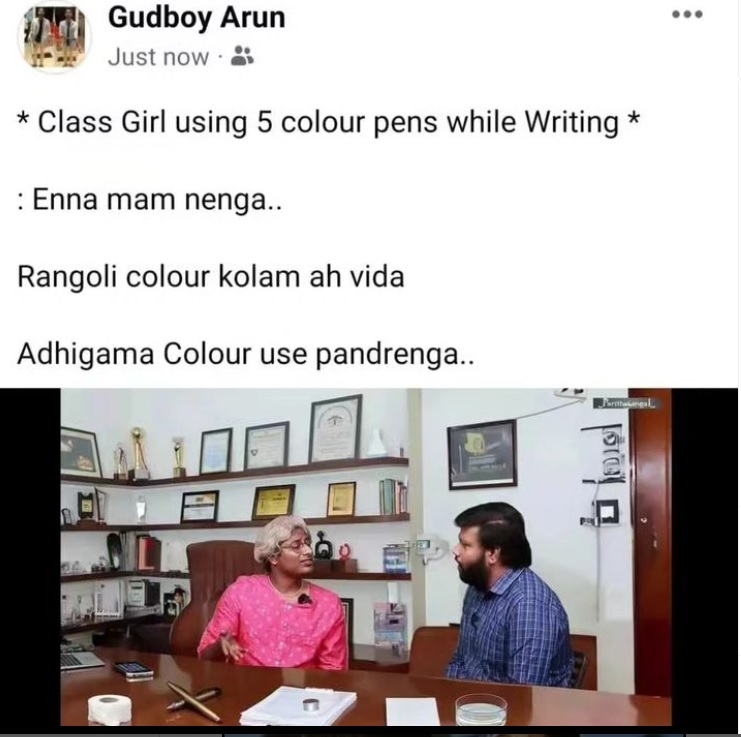 Gudboy Arun
Just now ·
* Class Girl using 5 colour pens while Writing *
: Enna mam nenga..
Rangoli colour kolam ah vida
Adhigama Colour use pandrenga..